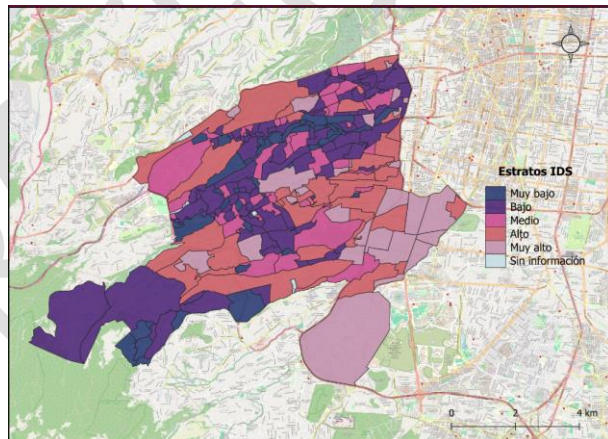 Estratos IDS
Muy bajo
Bajo
Medio
Alto
Muy alto
Sin información
0 2 4 km